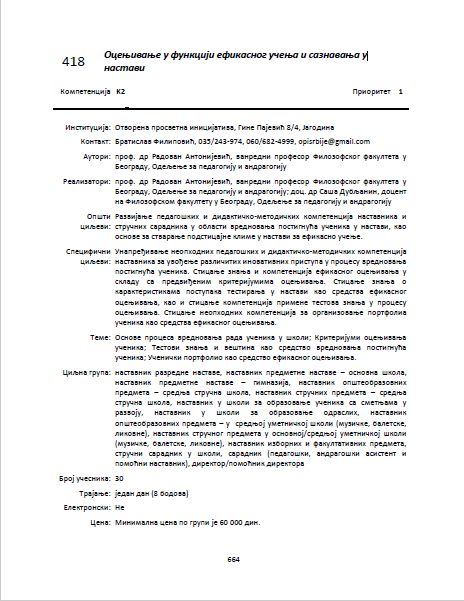 418
Оцењивање у функцији ефикасног учења и сазнавања у
настави
Компетенција К2 Приоритет 1
Институција: Отворена просветна иницијатива, Гине Пајевић 8/4, Јагодина
Контакт: Братислав Филиповић, 035/243-974, 060/682-4999, opisrbije@gmail.com
Аутори: проф. др Радован Антонијевић, ванредни професор Филозофског факултета у
Београду, Одељење за педагогију и андрагогију
Реализатори: проф. др Радован Антонијевић, ванредни професор Филозофског факултета у
Београду, Одељење за педагогију и андрагогију; доц. др Саша Дубљанин, доцент
на Филозофском факултету у Београду, Одељење за педагогију и андрагогију
Општи Развијање педагошких и дидактичко-методичких компетенција наставника и
циљеви: стручних сарадника у области вредновања постигнућа ученика у настави, као
основе за стварање подстицајне климе у настави за ефикасно учење.
Специфични Унапређивање неопходних педагошких и дидактичко-методичких компетенција
циљеви: наставника за увођење различитих иновативних приступа у процесу вредновања
постигнућа ученика. Стицање знања и компетенција ефикасног оцењивања у
складу са предвиђеним критеријумима оцењивања. Стицање знања о
карактеристикама поступака тестирања у настави као средства ефикасног
оцењивања, као и стицање компетенција примене тестова знања у процесу
оцењивања. Стицање неопходних компетенција за организовање портфолиа
ученика као средства ефикасног оцењивања.
Теме: Основе процеса вредновања рада ученика у школи; Критеријуми оцењивања
ученика; Тестови знања и вештина као средство вредновања постигнућа
ученика; Ученички портфолио као средство ефикасног оцењивања.
Циљна група: наставник разредне наставе, наставник предметне наставе – основна школа,
наставник предметне наставе – гимназија, наставник општеобразовних
предмета – средња стручна школа, наставник стручних предмета – средња
стручна школа, наставник у школи за образовање ученика са сметњама у
развоју, наставник у школи за образовање одраслих, наставник
општеобразовних предмета – у средњој уметничкој школи (музичке, балетске,
ликовне), наставник стручног предмета у основној/средњој уметничкој школи
(музичке, балетске, ликовне), наставник изборних и факултативних предмета,
стручни сарадник у школи, сарадник (педагошки, андрагошки асистент и
помоћни наставник), директор/помоћник директора
Број учесника: 30
Трајање: један дан (8 бодова)
Електронски: Не
Цена: Минимална цена по групи је 60 000 дин.
664